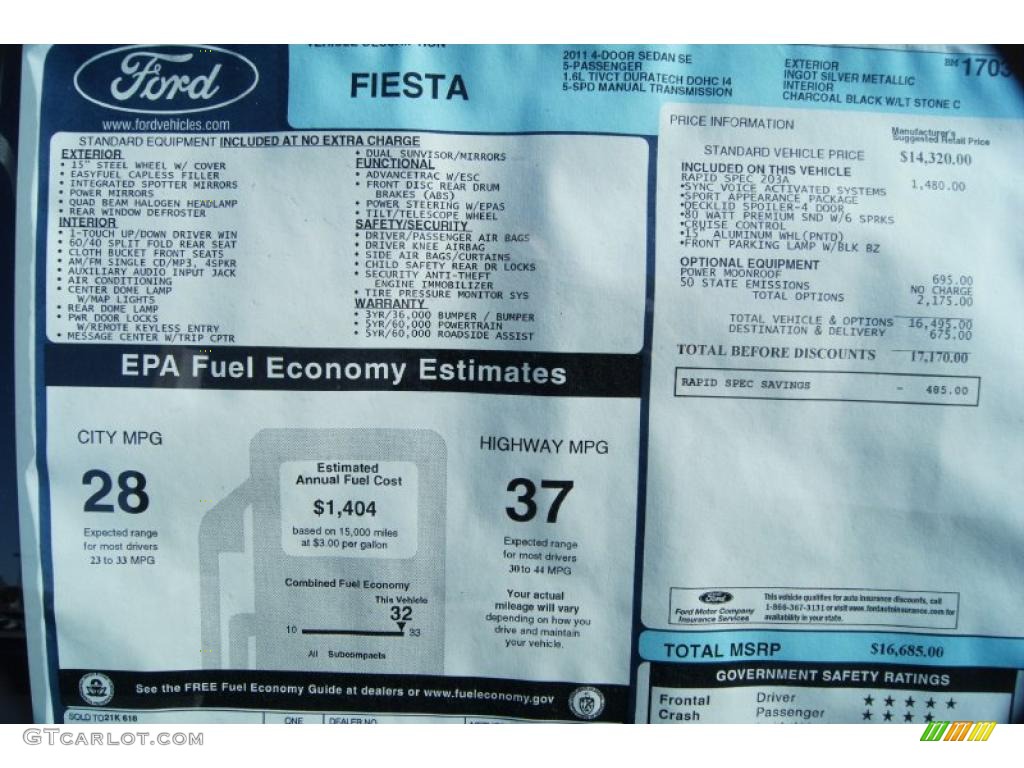 Ford
www.fordvehicles.com
VEHICLE DESCRIPTION
FIESTA
2011 4-DOOR SEDAN SE
5-PASSENGER
1.6L TIVCT DURATECH DOHC I4
5-SPD MANUAL TRANSMISSION
EXTERIOR
INGOT SILVER METALLIC
INTERIOR
CHARCOAL BLACK W/LT STONE C
BM 1703
STANDARD EQUIPMENT INCLUDED AT NO EXTRA CHARGE
EXTERIOR
• 15" STEEL WHEEL W/ COVER
• EASYFUEL CAPLESS FILLER
• INTEGRATED SPOTTER MIRRORS
• POWER MIRRORS
• QUAD BEAM HALOGEN HEADLAMP
• REAR WINDOW DEFROSTER
INTERIOR
• 1-TOUCH UP/DOWN DRIVER WIN
• 60/40 SPLIT FOLD REAR SEAT
• CLOTH BUCKET FRONT SEATS
• AM/FM SINGLE CD/MP3, 4SPKR
• AUXILIARY AUDIO INPUT JACK
• AIR CONDITIONING
• CENTER DOME LAMP
W/MAP LIGHTS
• REAR DOME LAMP
• PWR DOOR LOCKS
W/REMOTE KEYLESS ENTRY
• MESSAGE CENTER W/TRIP CPTR
• DUAL SUNVISOR/MIRRORS
FUNCTIONAL
• ADVANCETRAC W/ESC
• FRONT DISC REAR DRUM
BRAKES (ABS)
• POWER STEERING W/EPAS
• TILT/TELESCOPE WHEEL
SAFETY/SECURITY
• DRIVER/PASSENGER AIR BAGS
• DRIVER KNEE AIRBAG
• SIDE AIR BAGS/CURTAINS
• CHILD SAFETY REAR DR LOCKS
• SECURITY ANTI-THEFT
ENGINE IMMOBILIZER
• TIRE PRESSURE MONITOR SYS
WARRANTY
• 3YR/36,000 BUMPER / BUMPER
• 5YR/60,000 POWERTRAIN
• 5YR/60,000 ROADSIDE ASSIST
PRICE INFORMATION
Manufacturer's
Suggested Retail Price
STANDARD VEHICLE PRICE $14,320.00
INCLUDED ON THIS VEHICLE
RAPID SPEC 203A 1,480.00
•SYNC VOICE ACTIVATED SYSTEMS
•SPORT APPEARANCE PACKAGE
•DECKLID SPOILER-4 DOOR
•80 WATT PREMIUM SND W/6 SPRKS
•CRUISE CONTROL
•15" ALUMINUM WHL(PNTD)
•FRONT PARKING LAMP W/BLK BZ
OPTIONAL EQUIPMENT
POWER MOONROOF 695.00
50 STATE EMISSIONS NO CHARGE
TOTAL OPTIONS 2,175.00
TOTAL VEHICLE & OPTIONS 16,495.00
DESTINATION & DELIVERY 675.00
TOTAL BEFORE DISCOUNTS 17,170.00
RAPID SPEC SAVINGS - 485.00
EPA Fuel Economy Estimates
CITY MPG
28
Expected range
for most drivers
23 to 33 MPG
Estimated
Annual Fuel Cost
$1,404
based on 15,000 miles
at $3.00 per gallon
Combined Fuel Economy
This Vehicle
32
10 33
All Subcompacts
HIGHWAY MPG
37
Expected range
for most drivers
30 to 44 MPG
Your actual
mileage will vary
depending on how you
drive and maintain
your vehicle.
See the FREE Fuel Economy Guide at dealers or www.fueleconomy.gov
Ford
Ford Motor Company
Insurance Services
This vehicle qualifies for auto insurance discounts, call
1-866-367-3131 or visit www.fordautoinsurance.com for
availability in your state.
TOTAL MSRP $16,685.00
GOVERNMENT SAFETY RATINGS
Frontal Driver ★ ★ ★ ★ ★
Crash Passenger ★ ★ ★ ★
SOLD TO 21K 618
ONE
DEALER NO.
GTcarlot.com